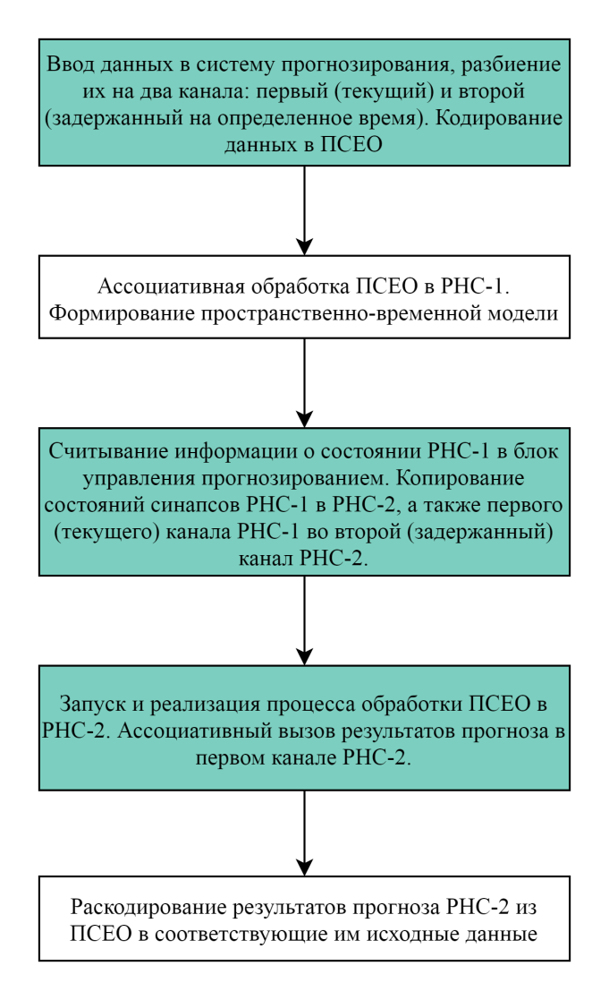 Ввод данных в систему прогнозирования, разбиение
их на два канала: первый (текущий) и второй
(задержанный на определенное время). Кодирование
данных в ПСЕО
Ассоциативная обработка ПСЕО в РНС-1.
Формирование пространственно-временной модели
Считывание информации о состоянии РНС-1 в блок
управления прогнозированием. Копирование
состояний синапсов РНС-1 в РНС-2, а также первого
(текущего) канала РНС-1 во второй (задержанный)
канал РНС-2.
Запуск и реализация процесса обработки ПСЕО в
РНС-2. Ассоциативный вызов результатов прогноза в
первом канале РНС-2.
Раскодирование результатов прогноза РНС-2 из
ПСЕО в соответствующие им исходные данные